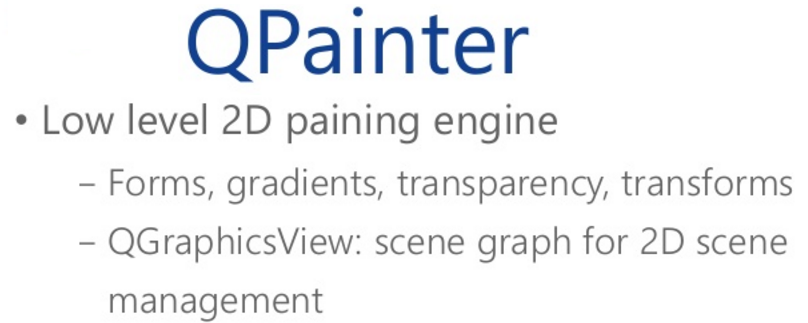 QPainter
• Low level 2D paining engine
– Forms, gradients, transparency, transforms
– QGraphicsView: scene graph for 2D scene
management